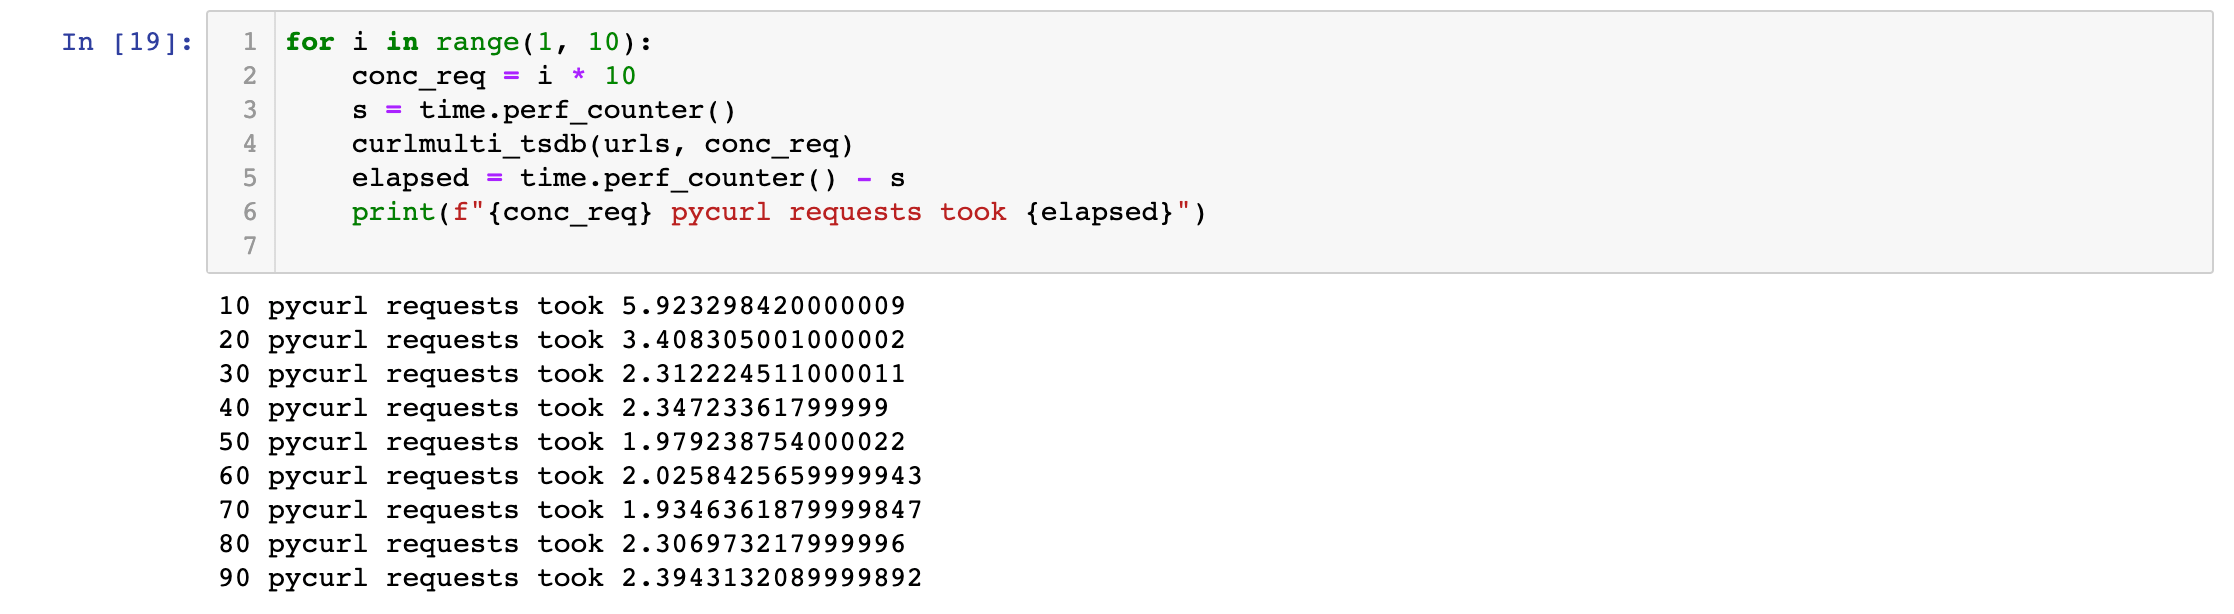 In [19]:
1 for i in range(1, 10):
2     conc_req = i * 10
3     s = time.perf_counter()
4     curlmulti_tsdb(urls, conc_req)
5     elapsed = time.perf_counter() - s
6     print(f"{conc_req} pycurl requests took {elapsed}")
7
10 pycurl requests took 5.923298420000009
20 pycurl requests took 3.408305001000002
30 pycurl requests took 2.312224511000011
40 pycurl requests took 2.34723361799999
50 pycurl requests took 1.979238754000022
60 pycurl requests took 2.0258425659999943
70 pycurl requests took 1.9346361879999847
80 pycurl requests took 2.306973217999996
90 pycurl requests took 2.3943132089999892